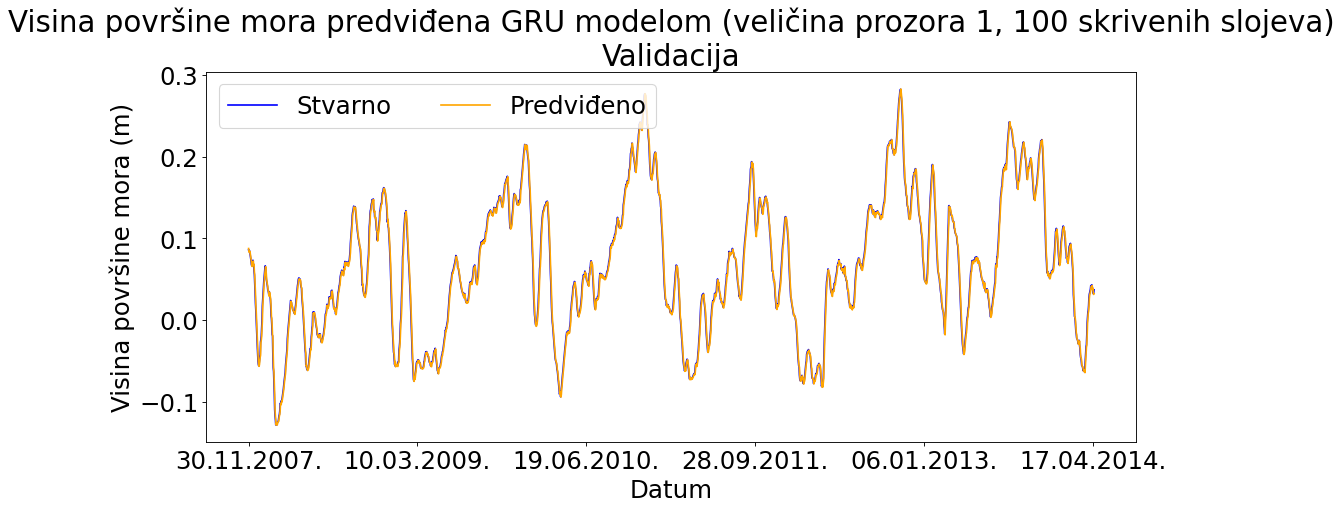 Visina površine mora predviđena GRU modelom (veličina prozora 1, 100 skrivenih slojeva)
Validacija
Stvarno
Predviđeno
Visina površine mora (m)
0.3
0.2
0.1
0.0
−0.1
30.11.2007. 10.03.2009. 19.06.2010. 28.09.2011. 06.01.2013. 17.04.2014.
Datum